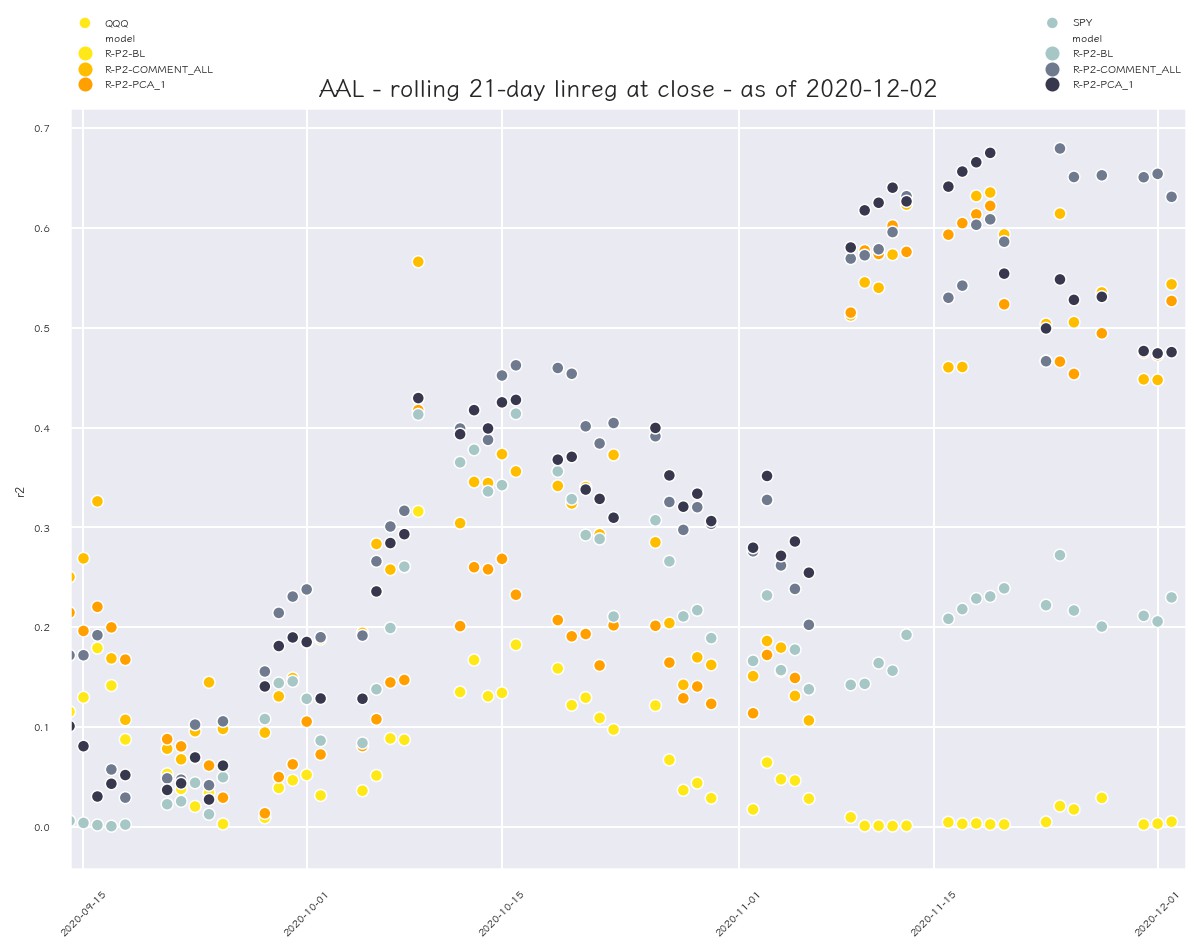 QQQ
model
R-P2-BL
R-P2-COMMENT_ALL
R-P2-PCA_1
SPY
model
R-P2-BL
R-P2-COMMENT_ALL
R-P2-PCA_1
AAL - rolling 21-day linreg at close - as of 2020-12-02
0.7
0.6
0.5
0.4
0.3
0.2
0.1
0.0
r2
2020-09-15
2020-10-01
2020-10-15
2020-11-01
2020-11-15
2020-12-01